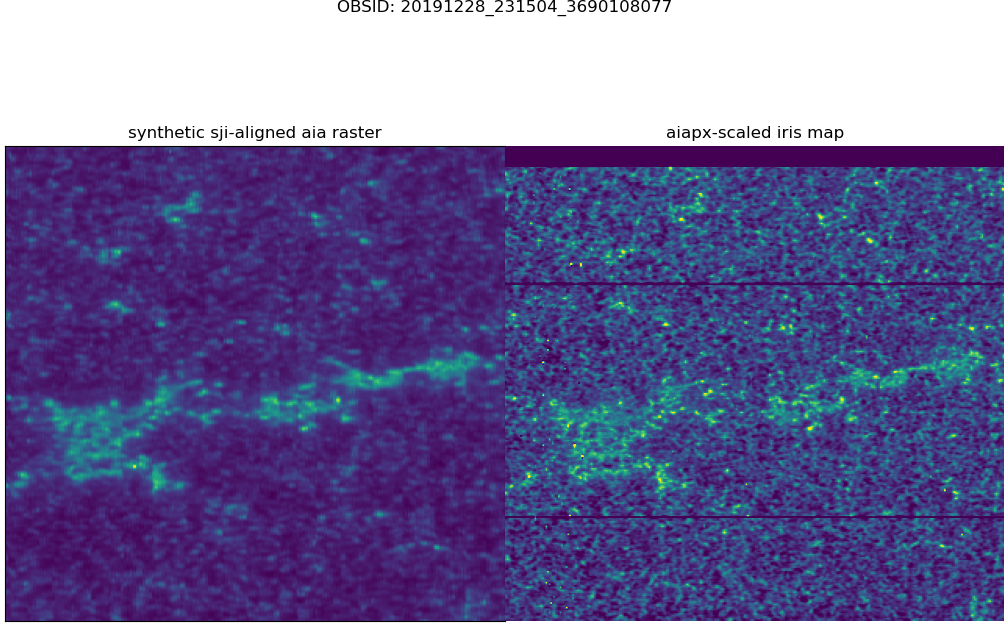 OBSID: 20191228_231504_3690108077
synthetic sji-aligned aia raster
aiapx-scaled iris map